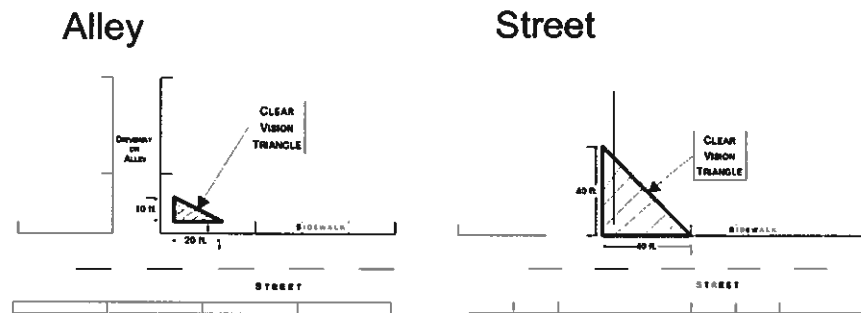 Alley
Street
CLEAR
VISION
TRIANGLE
DRIVEWAY
OR
ALLEY
10 ft.
20 ft.
SIDEWALK
STREET
CLEAR
VISION
TRIANGLE
40 ft.
40 ft.
SIDEWALK
STREET